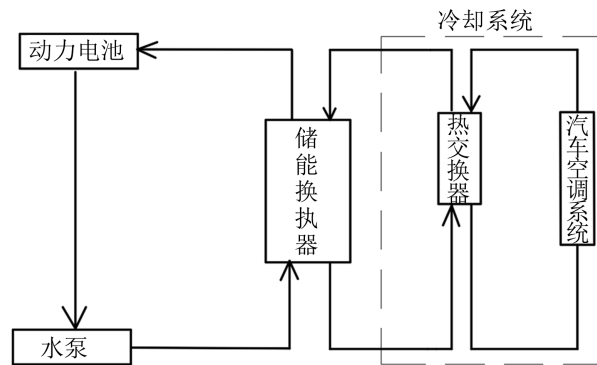 冷却系统
动力电池
储能换执器
热交换器
汽车空调系统
水泵